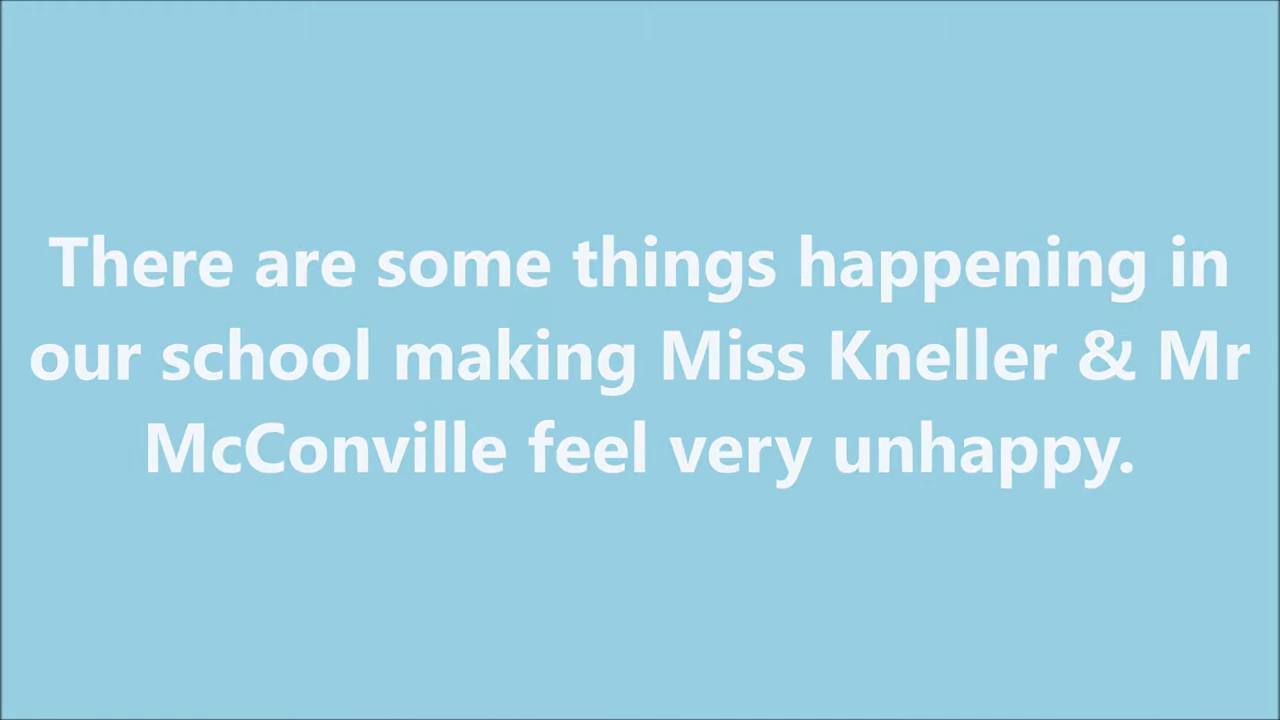 There are some things happening in
our school making Miss Kneller & Mr
McConville feel very unhappy.